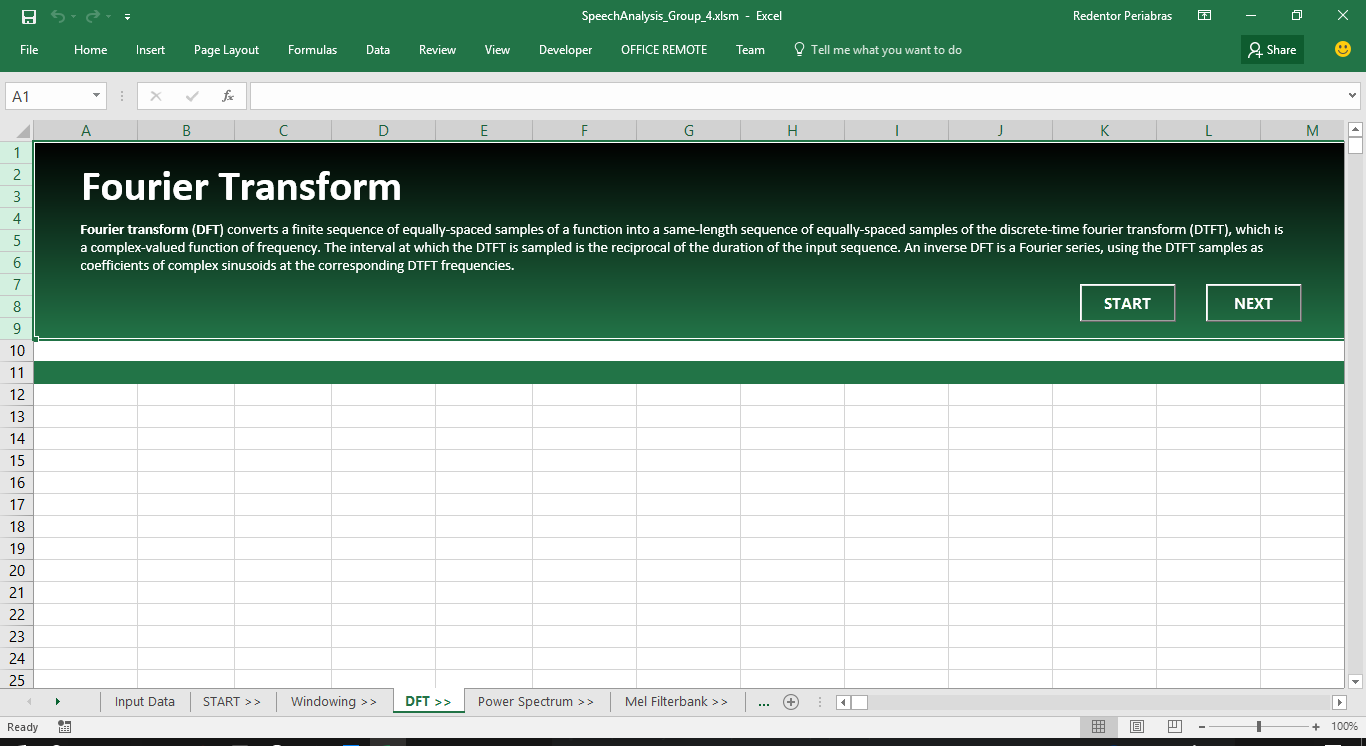 SpeechAnalysis_Group_4.xlsm - Excel
Redentor Periabras
File Home Insert Page Layout Formulas Data Review View Developer OFFICE REMOTE Team Tell me what you want to do Share
A1 fx
A B C D E F G H I J K L M
1
2
3
4
5
6
7
8
9
10
11
12
13
14
15
16
17
18
19
20
21
22
23
24
25
Fourier Transform
Fourier transform (DFT) converts a finite sequence of equally-spaced samples of a function into a same-length sequence of equally-spaced samples of the discrete-time fourier transform (DTFT), which is
a complex-valued function of frequency. The interval at which the DTFT is sampled is the reciprocal of the duration of the input sequence. An inverse DFT is a Fourier series, using the DTFT samples as
coefficients of complex sinusoids at the corresponding DTFT frequencies.
START NEXT
Input Data START >> Windowing >> DFT >> Power Spectrum >> Mel Filterbank >> ...
Ready 100%